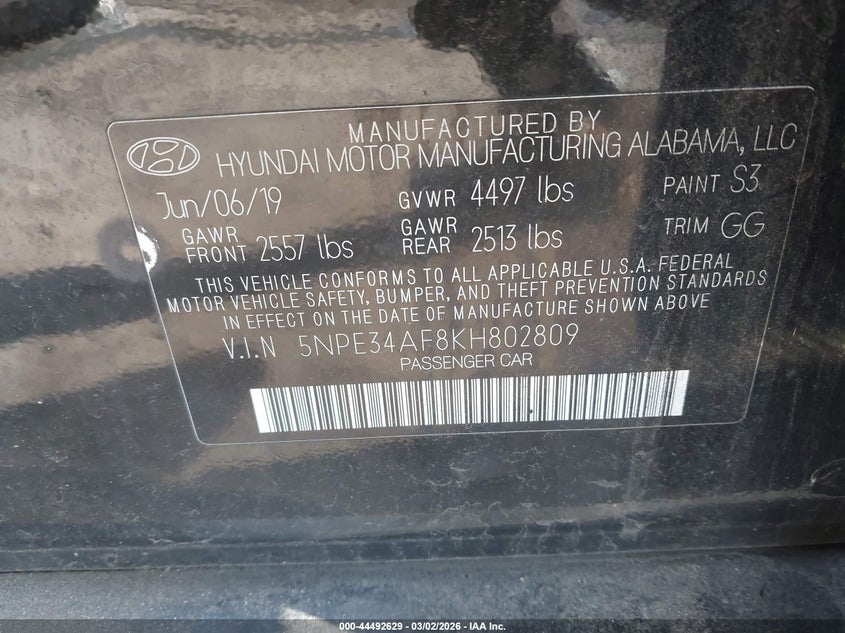 MANUFACTURED BY
HYUNDAI MOTOR MANUFACTURING ALABAMA, LLC
Jun/06/19 GVWR 4497 lbs PAINT S3
GAWR FRONT 2557 lbs GAWR REAR 2513 lbs TRIM GG
THIS VEHICLE CONFORMS TO ALL APPLICABLE U.S.A. FEDERAL
MOTOR VEHICLE SAFETY, BUMPER, AND THEFT PREVENTION STANDARDS
IN EFFECT ON THE DATE OF MANUFACTURE SHOWN ABOVE
V.I.N 5NPE34AF8KH802809
PASSENGER CAR
000-44492629 - 03/02/2026 - IAA Inc.